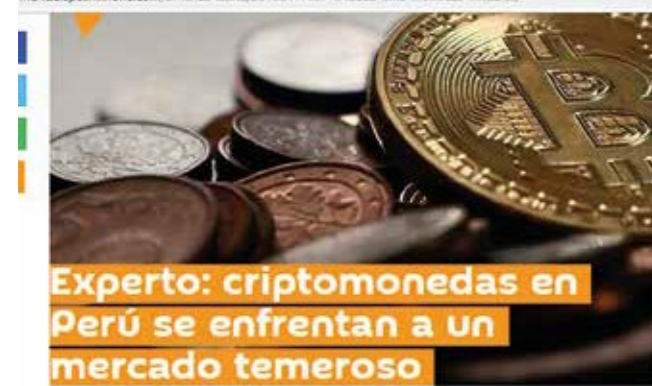 Experto: criptomonedas en
Perú se enfrentan a un
mercado temeroso